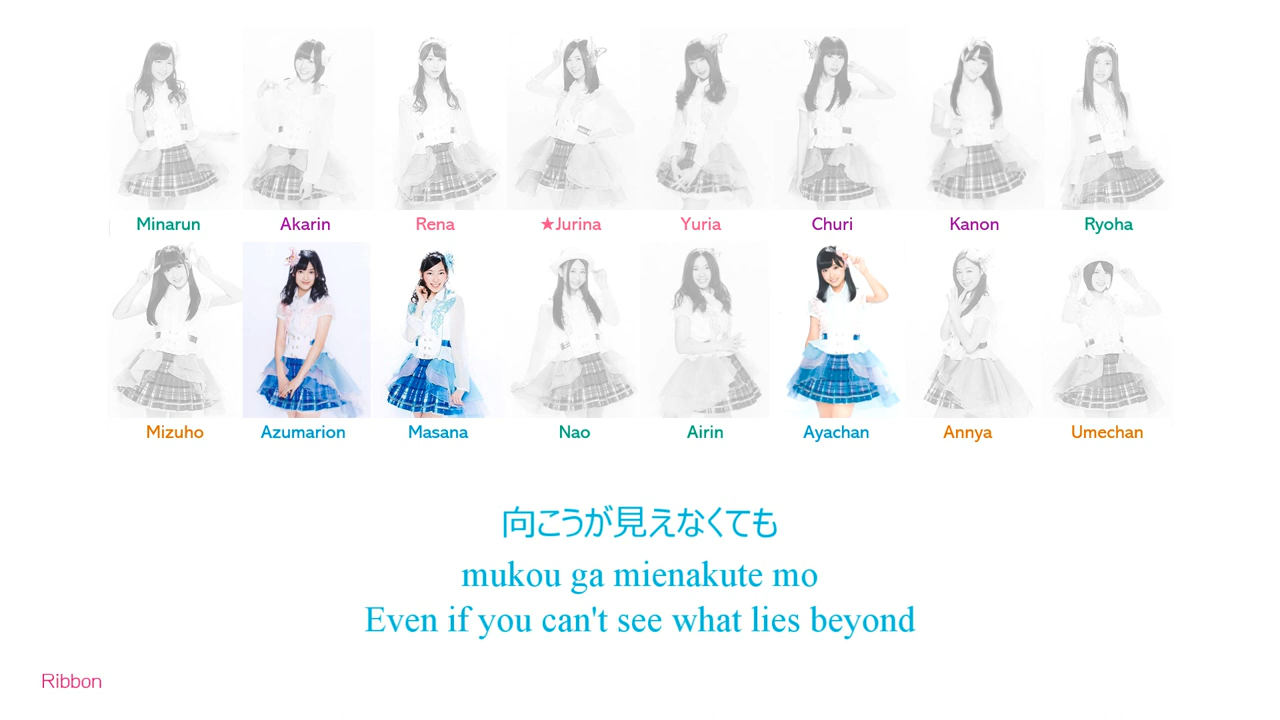 Minarun Akarin Rena ★Jurina Yuria Churi Kanon Ryoha
Mizuho Azumarion Masana Nao Airin Ayachan Annya Umechan
向こうが見えなくても
mukou ga mienakute mo
Even if you can't see what lies beyond
Ribbon